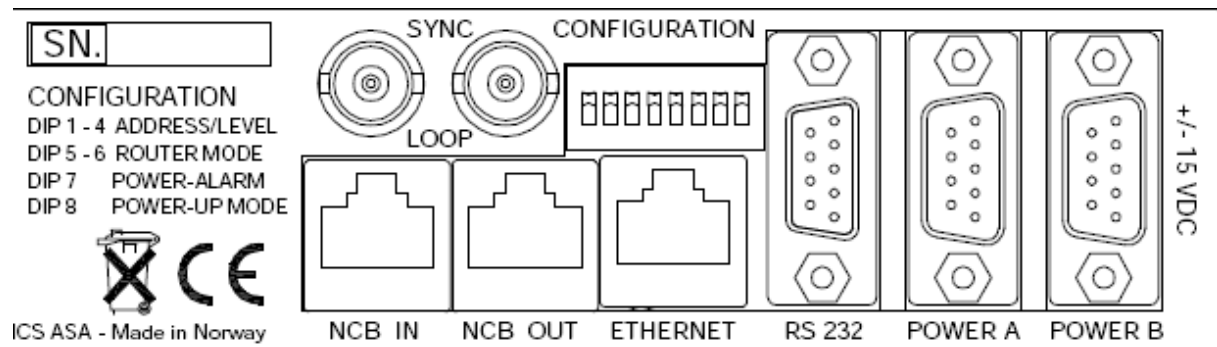 SN.
CONFIGURATION
DIP 1 - 4 ADDRESS/LEVEL
DIP 5 - 6 ROUTER MODE
DIP 7 POWER-ALARM
DIP 8 POWER-UP MODE
CE
ICS ASA - Made in Norway
SYNC
LOOP
CONFIGURATION
NCB IN
NCB OUT
ETHERNET
RS 232
POWER A
POWER B
+/- 15 VDC